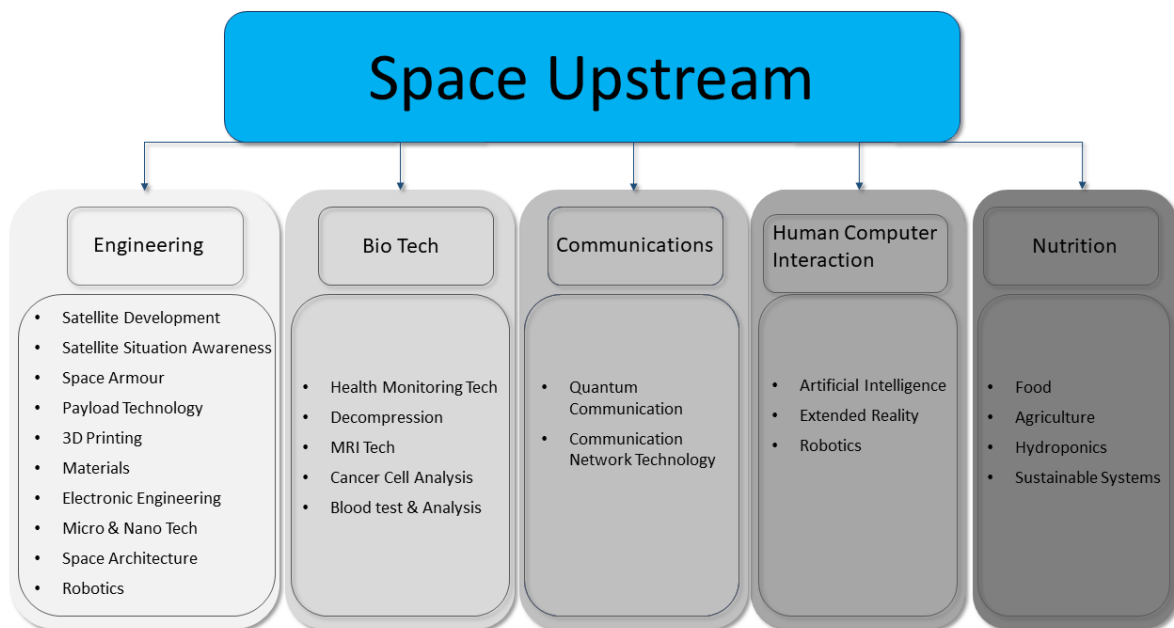 Space Upstream
Engineering
• Satellite Development
• Satellite Situation Awareness
• Space Armour
• Payload Technology
• 3D Printing
• Materials
• Electronic Engineering
• Micro & Nano Tech
• Space Architecture
• Robotics
Bio Tech
• Health Monitoring Tech
• Decompression
• MRI Tech
• Cancer Cell Analysis
• Blood test & Analysis
Communications
• Quantum
Communication
• Communication
Network Technology
Human Computer
Interaction
• Artificial Intelligence
• Extended Reality
• Robotics
Nutrition
• Food
• Agriculture
• Hydroponics
• Sustainable Systems